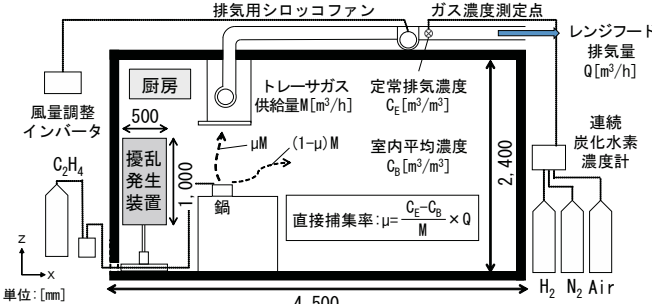 排気用シロッコファン
ガス濃度測定点
レンジフード
排気量
Q[m³/h]
厨房
トレーサガス
供給量M[m³/h]
定常排気濃度
C_E[m³/m³]
風量調整
インバータ
500
μM
(1-μ)M
室内平均濃度
C_B[m³/m³]
2,400
連続
炭化水素
濃度計
C₂H₄
擾乱
発生
装置
1,000
鍋
直接捕集率:μ=(C_E-C_B)/M × Q
z
x
単位:[mm]
4,500
H₂ N₂ Air